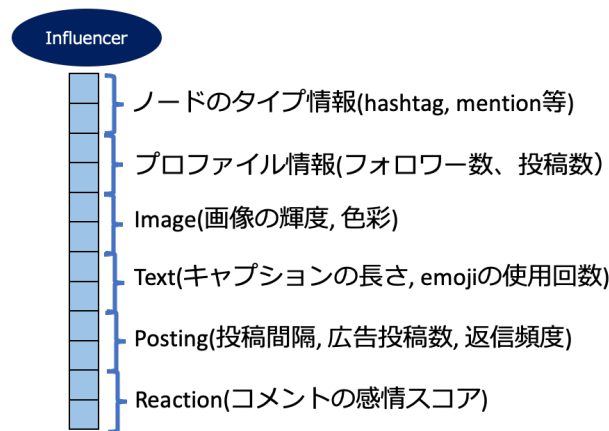 Influencer
ノードのタイプ情報(hashtag, mention等)
プロファイル情報(フォロワー数、投稿数）
Image(画像の輝度, 色彩)
Text(キャプションの長さ, emojiの使用回数)
Posting(投稿間隔, 広告投稿数, 返信頻度)
Reaction(コメントの感情スコア)